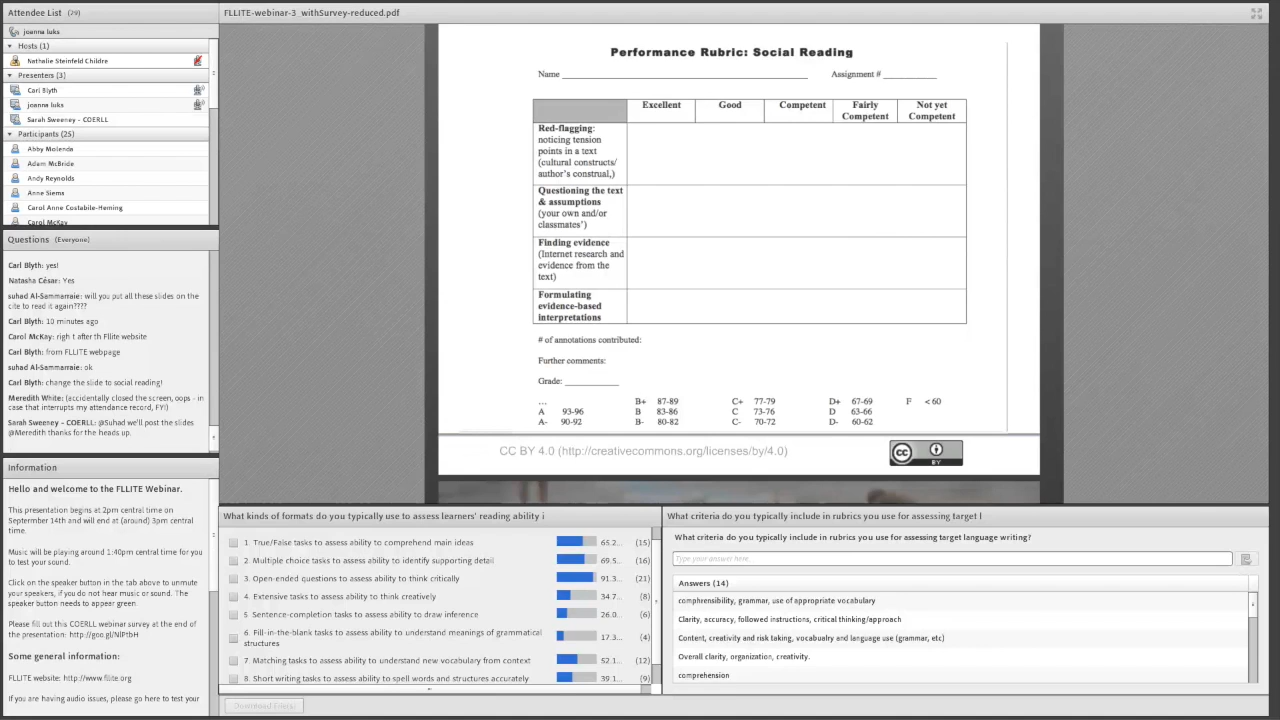 Attendee List (29)
joanna luks
Hosts (1)
Nathalie Steinfeld Childre
Presenters (3)
Carl Blyth
joanna luks
Sarah Sweeney - COERLL
Participants (25)
Abby Molenda
Adam McBride
Andy Reynolds
Anne Siems
Carol Anne Costabile-Heming
Carol McKay
Questions (Everyone)
Carl Blyth: yes!
Natasha César: Yes
suhad Al-Sammarraie: will you put all these slides on the
cite to read it again????
Carl Blyth: 10 minutes ago
Carol McKay: righ t afte th Fllite website
Carl Blyth: from FLLITE webpage
suhad Al-Sammarraie: ok
Carl Blyth: change the slide to social reading!
Meredith White: (accidentally closed the screen, oops - in
case that interrupts my attendance record, FYI)
Sarah Sweeney - COERLL: @Suhad we'll post the slides
@Meredith thanks for the heads up.
Information
Hello and welcome to the FLLITE Webinar.
This presentation begins at 2pm central time on
September 14th and will end at (around) 3pm central
time.
Music will be playing around 1:40pm central time for you
to test your sound.
Click on the speaker button in the tab above to unmute
your speakers, if you do not hear music or sound. The
speaker button needs to appear green
Please fill out this COERLL webinar survey at the end of
the presentation: http://goo.gl/NlPtbH
Some general information:
FLLITE website: http://www.fllite.org
If you are having audio issues, please go here to test your
FLLITE-webinar-3_withSurvey-reduced.pdf
Performance Rubric: Social Reading
Name Assignment #
Excellent Good Competent Fairly Competent Not yet Competent
Red-flagging:
noticing tension
points in a text
(cultural constructs/
author's construal,)
Questioning the text
& assumptions
(your own and/or
classmates')
Finding evidence
(Internet research and
evidence from the
text)
Formulating
evidence-based
interpretations
# of annotations contributed:
Further comments:
Grade:
... B+ 87-89 C+ 77-79 D+ 67-69 F < 60
A 93-96 B 83-86 C 73-76 D 63-66
A- 90-92 B- 80-82 C- 70-72 D- 60-62
CC BY 4.0 (http://creativecommons.org/licenses/by/4.0)
cc BY
What kinds of formats do you typically use to assess learners' reading ability i
1. True/False tasks to assess ability to comprehend main ideas 65.2... (15)
2. Multiple choice tasks to assess ability to identify supporting detail 69.5... (16)
3. Open-ended questions to assess ability to think critically 91.3... (21)
4. Extensive tasks to assess ability to think creatively 34.7... (8)
5 Sentence-completion tasks to assess ability to draw inference 26.0... (6)
6. Fill-in-the-blank tasks to assess ability to understand meanings of grammatical
structures 17.3... (4)
7. Matching tasks to assess ability to understand new vocabulary from context 52.1... (12)
8. Short writing tasks to assess ability to spell words and structures accurately 39.1... (9)
Download File(s)
What criteria do you typically include in rubrics you use for assessing target l
What criteria do you typically include in rubrics you use for assessing target language writing?
Type your answer here.
Answers (14)
comphrensibility, grammar, use of appropriate vocabulary
Clarity, accuracy, followed instructions, critical thinking/approach
Content, creativity and risk taking, vocabualry and language use (grammar, etc)
Overall clarity, organization, creativity.
comprehension